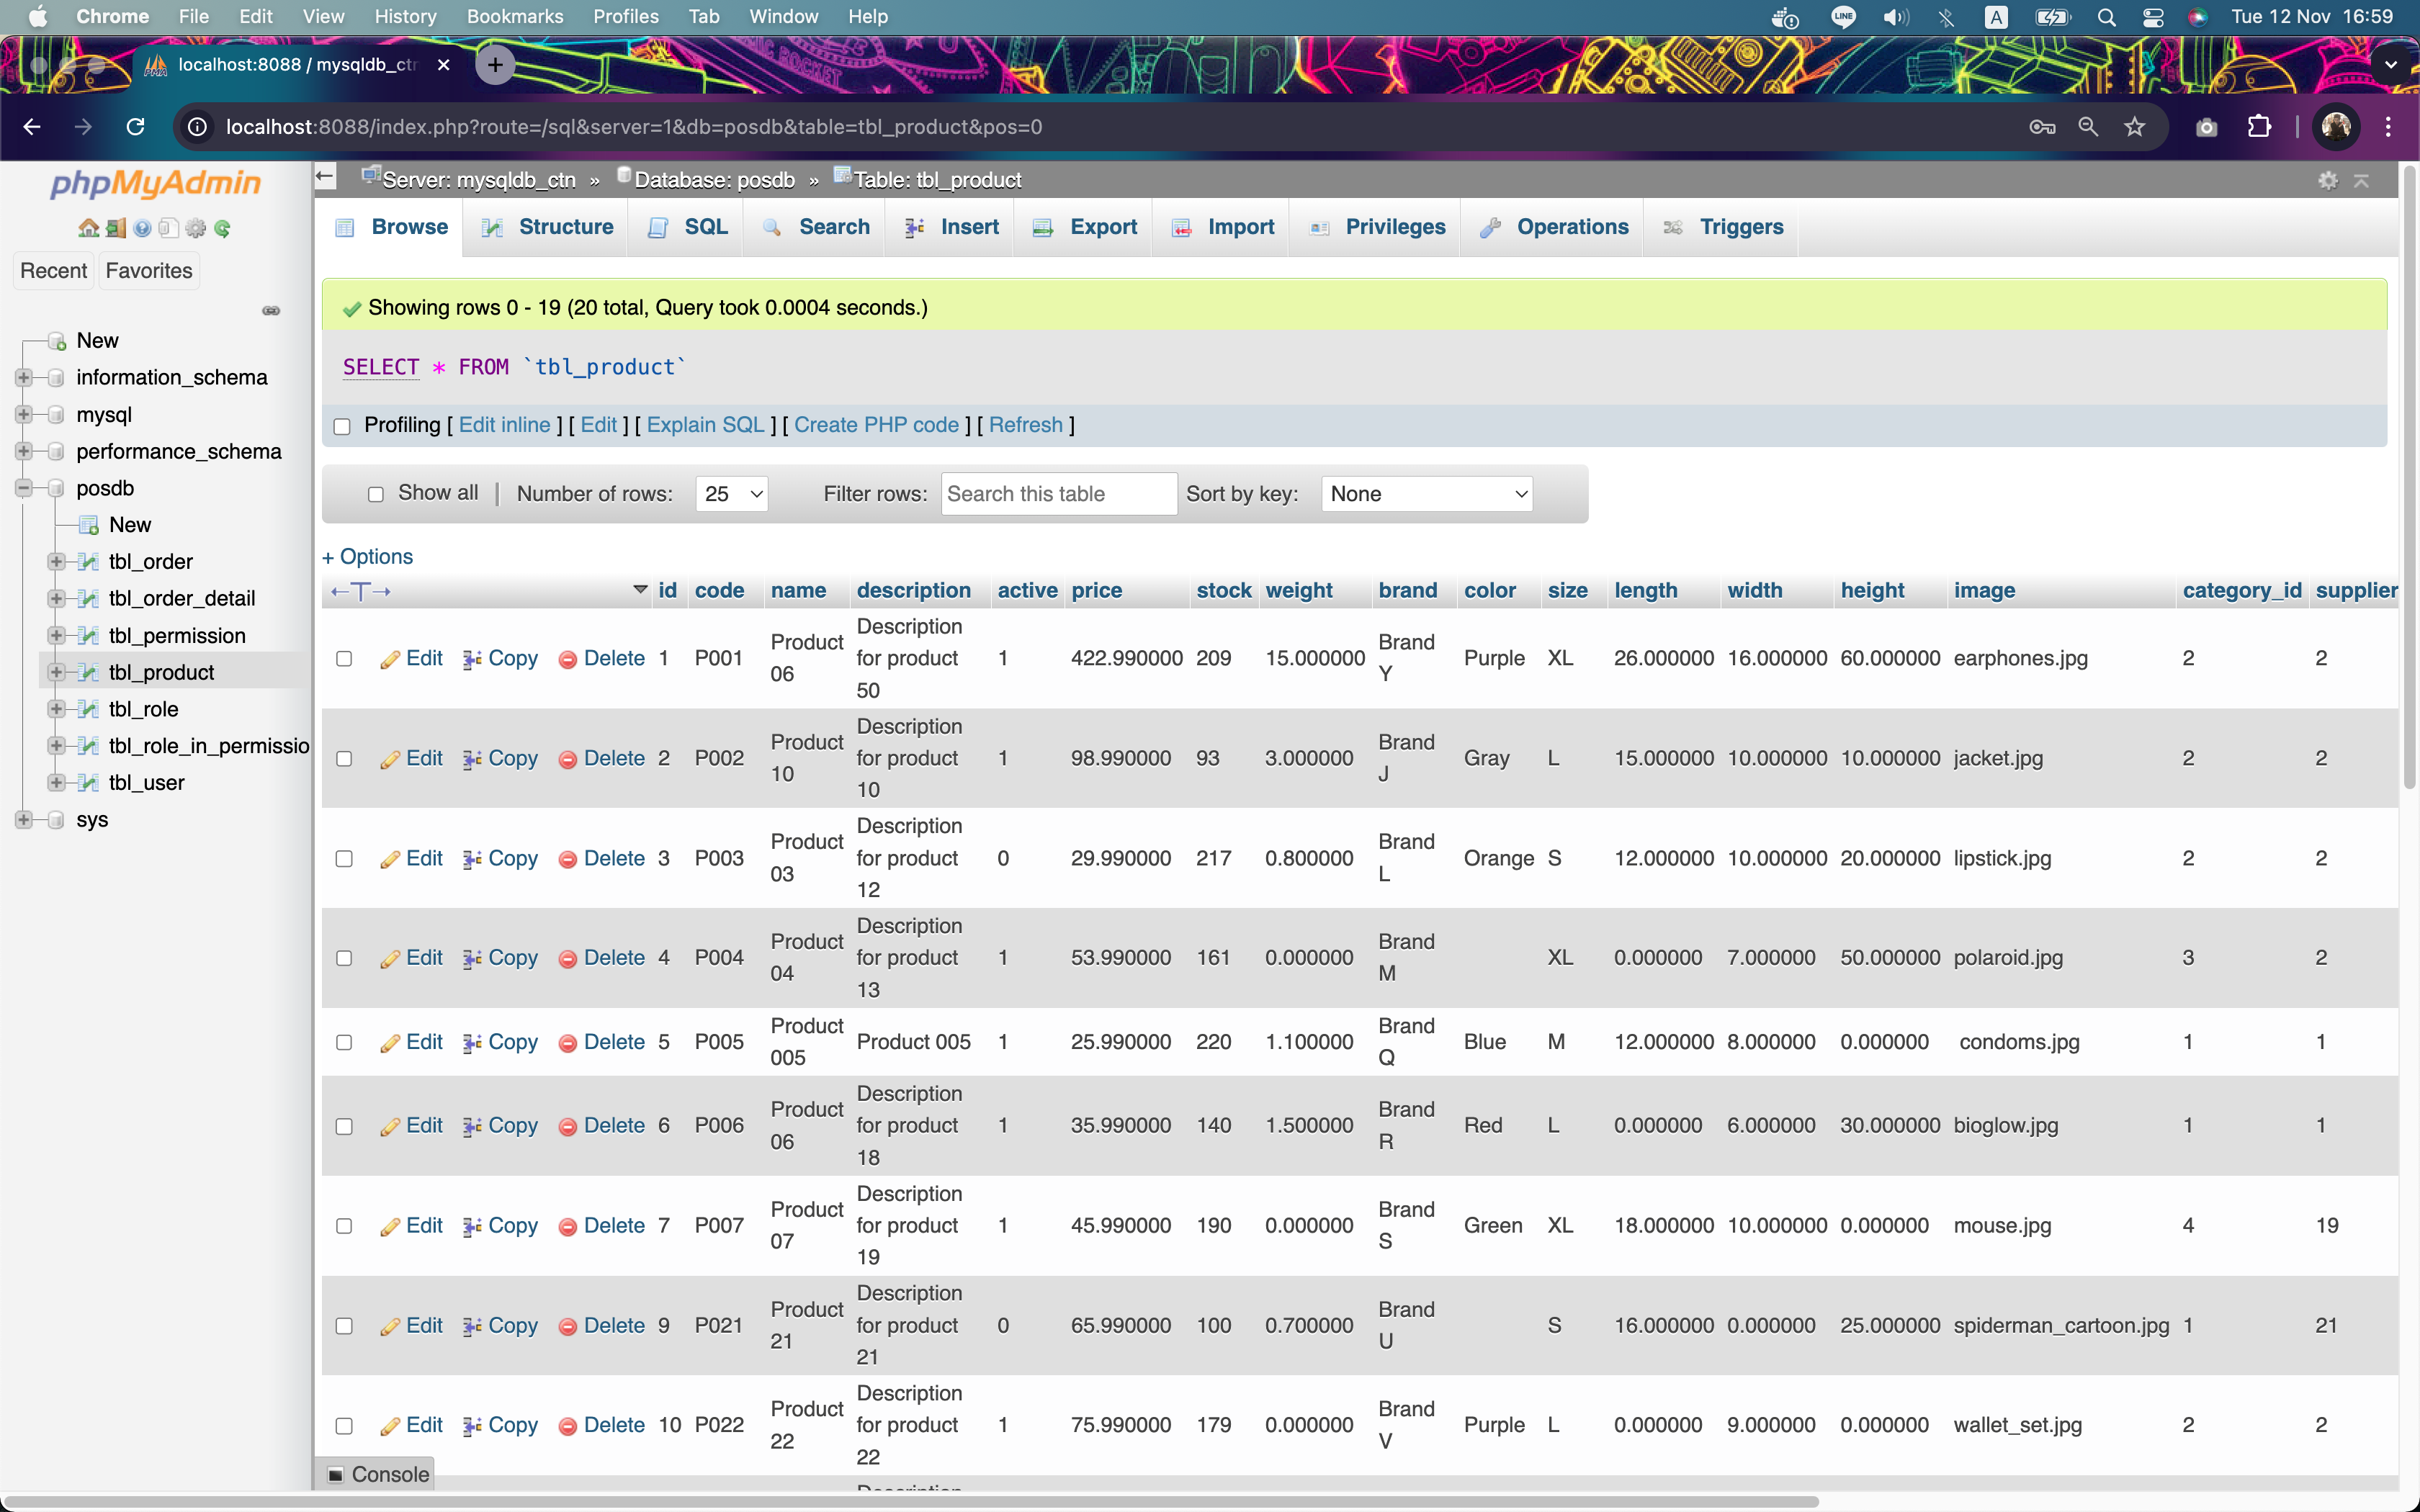 Chrome File Edit View History Bookmarks Profiles Tab Window Help LINE A Tue 12 Nov 16:59
localhost:8088 / mysqldb_ctn
localhost:8088/index.php?route=/sql&server=1&db=posdb&table=tbl_product&pos=0
phpMyAdmin
Recent Favorites
New
information_schema
mysql
performance_schema
posdb
New
tbl_order
tbl_order_detail
tbl_permission
tbl_product
tbl_role
tbl_role_in_permissio
tbl_user
sys
Server: mysqldb_ctn » Database: posdb » Table: tbl_product
Browse Structure SQL Search Insert Export Import Privileges Operations Triggers
Showing rows 0 - 19 (20 total, Query took 0.0004 seconds.)
SELECT * FROM `tbl_product`
Profiling [ Edit inline ] [ Edit ] [ Explain SQL ] [ Create PHP code ] [ Refresh ]
Show all | Number of rows: 25 Filter rows: Search this table Sort by key: None
+ Options
←T→ id code name description active price stock weight brand color size length width height image category_id supplier
Edit Copy Delete 1 P001 Product 06 Description for product 50 1 422.990000 209 15.000000 Brand Y Purple XL 26.000000 16.000000 60.000000 earphones.jpg 2 2
Edit Copy Delete 2 P002 Product 10 Description for product 10 1 98.990000 93 3.000000 Brand J Gray L 15.000000 10.000000 10.000000 jacket.jpg 2 2
Edit Copy Delete 3 P003 Product 03 Description for product 12 0 29.990000 217 0.800000 Brand L Orange S 12.000000 10.000000 20.000000 lipstick.jpg 2 2
Edit Copy Delete 4 P004 Product 04 Description for product 13 1 53.990000 161 0.000000 Brand M XL 0.000000 7.000000 50.000000 polaroid.jpg 3 2
Edit Copy Delete 5 P005 Product 005 Product 005 1 25.990000 220 1.100000 Brand Q Blue M 12.000000 8.000000 0.000000 condoms.jpg 1 1
Edit Copy Delete 6 P006 Product 06 Description for product 18 1 35.990000 140 1.500000 Brand R Red L 0.000000 6.000000 30.000000 bioglow.jpg 1 1
Edit Copy Delete 7 P007 Product 07 Description for product 19 1 45.990000 190 0.000000 Brand S Green XL 18.000000 10.000000 0.000000 mouse.jpg 4 19
Edit Copy Delete 9 P021 Product 21 Description for product 21 0 65.990000 100 0.700000 Brand U S 16.000000 0.000000 25.000000 spiderman_cartoon.jpg 1 21
Edit Copy Delete 10 P022 Product 22 Description for product 22 1 75.990000 179 0.000000 Brand V Purple L 0.000000 9.000000 0.000000 wallet_set.jpg 2 2
Console